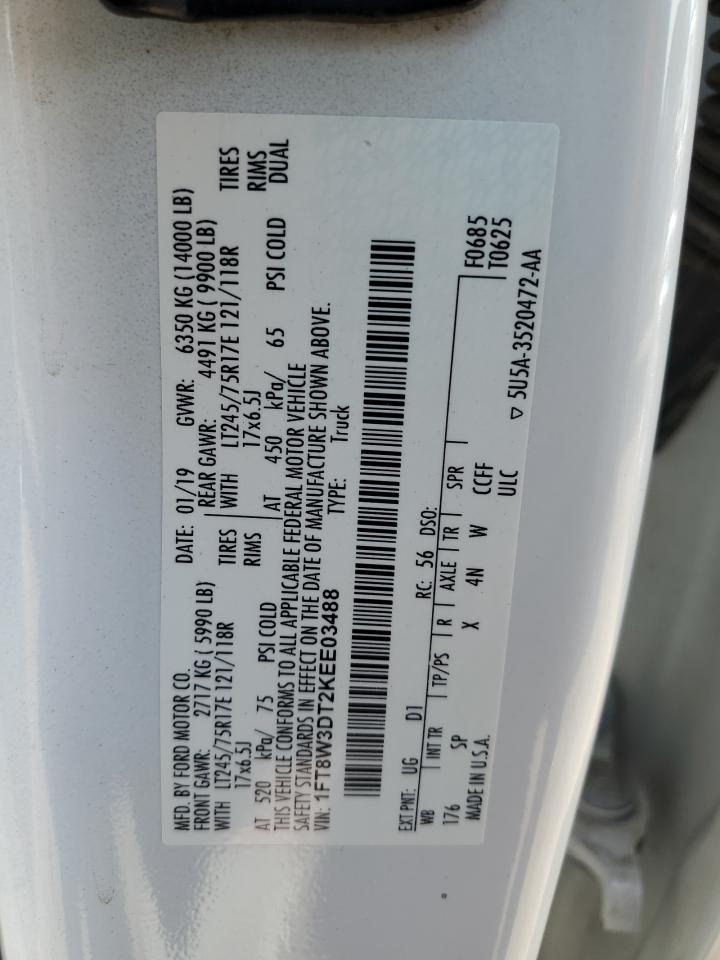 MFD. BY FORD MOTOR CO.
DATE: 01/19 GVWR: 6350 KG (14000 LB)
FRONT GAWR: 2717 KG ( 5990 LB) REAR GAWR: 4491 KG ( 9900 LB)
WITH LT245/75R17E 121/118R TIRES WITH LT245/75R17E 121/118R TIRES
17x6.5J RIMS 17x6.5J RIMS
AT 520 kPa/ 75 PSI COLD AT 450 kPa/ 65 PSI COLD DUAL
THIS VEHICLE CONFORMS TO ALL APPLICABLE FEDERAL MOTOR VEHICLE
SAFETY STANDARDS IN EFFECT ON THE DATE OF MANUFACTURE SHOWN ABOVE.
VIN: 1FT8W3DT2KEE03488 TYPE: Truck
F0685
T0625
EXT PNT: UG D1 RC: 56 DSO:
WB INT TR TP/PS R AXLE TR SPR
176 SP X 4N W CCFF
MADE IN U.S.A. ULC
▽ 5U5A-3520472-AA